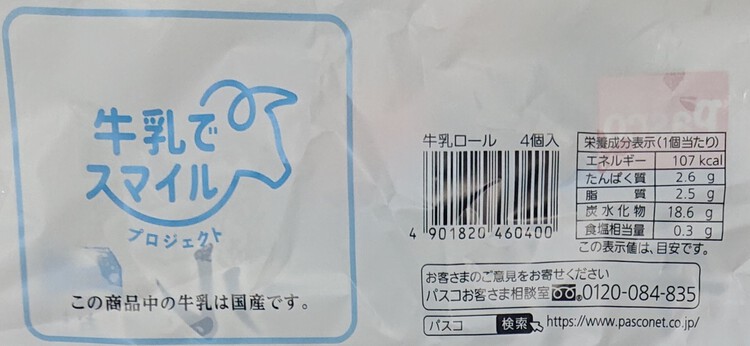 牛乳で
スマイル
プロジェクト
この商品中の牛乳は国産です。
pasco
牛乳ロール 4個入
4 901820 460400
栄養成分表示(1個当たり)
エネルギー 107 kcal
たんぱく質 2.6 g
脂質 2.5 g
炭水化物 18.6 g
食塩相当量 0.3 g
この表示値は、目安です。
お客さまのご意見をお寄せください
パスコお客さま相談室 0120-084-835
パスコ 検索 https://www.pasconet.co.jp/